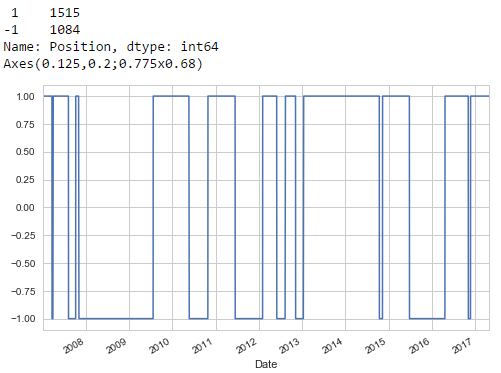 1 1515
-1 1084
Name: Position, dtype: int64
Axes(0.125,0.2;0.775x0.68)
1.00
0.75
0.50
0.25
0.00
−0.25
−0.50
−0.75
−1.00
2008 2009 2010 2011 2012 2013 2014 2015 2016 2017
Date